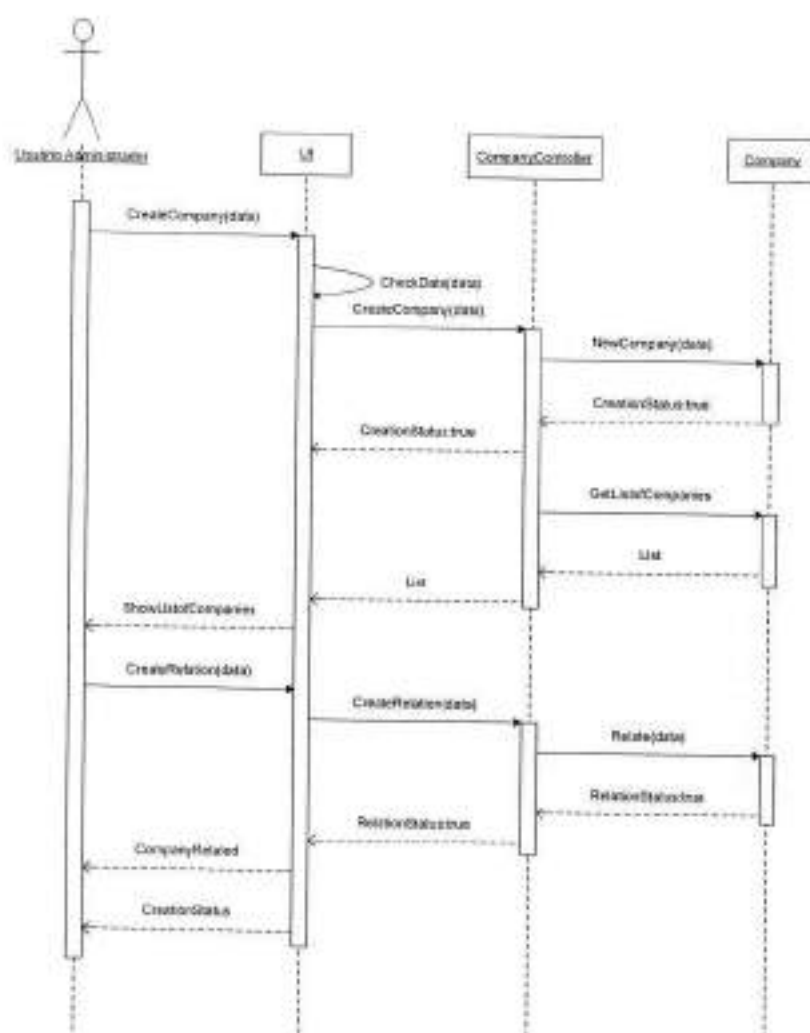 Usuário Administrador
UI
CompanyController
Company
CreateCompany(data)
CheckData(data)
CreateCompany(data)
NewCompany(data)
CreationStatus:true
CreationStatus:true
GetListofCompanies
List
List
ShowListofCompanies
CreateRelation(data)
CreateRelation(data)
Relate(data)
RelationStatus:true
RelationStatus:true
CompanyRelated
CreationStatus